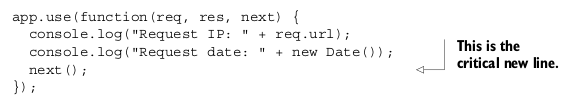 app.use(function(req, res, next) {
  console.log("Request IP: " + req.url);
  console.log("Request date: " + new Date());
  next();
});
This is the
critical new line.